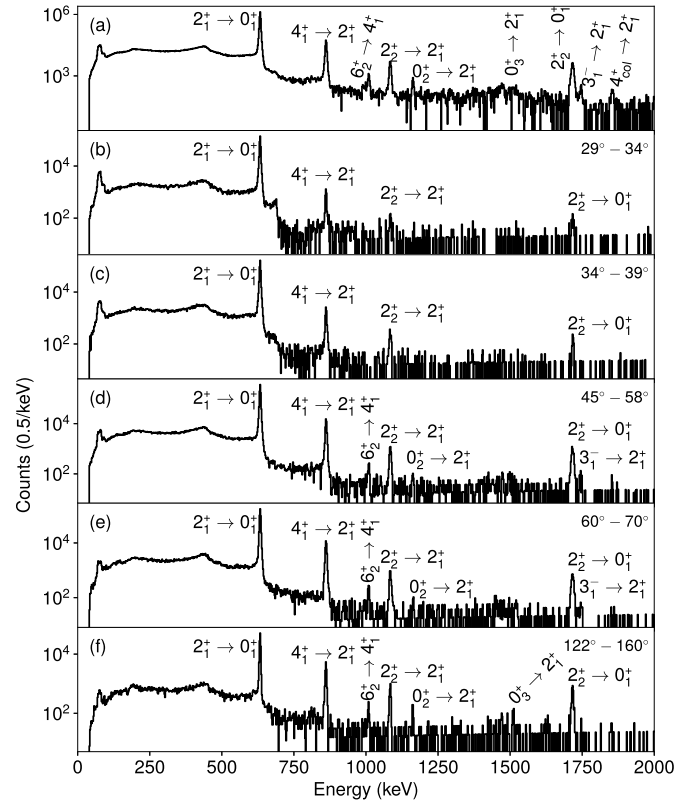 10⁶
10³
(a)
2₁⁺ → 0₁⁺
4₁⁺ → 2₁⁺
6₂⁺ → 4₁⁺
2₂⁺ → 2₁⁺
0₂⁺ → 2₁⁺
0₃⁺ → 2₁⁺
2₂⁺ → 0₁⁺
3₁⁻ → 2₁⁺
4col⁺ → 2₁⁺
10⁴
10²
(b)
2₁⁺ → 0₁⁺
4₁⁺ → 2₁⁺
2₂⁺ → 2₁⁺
2₂⁺ → 0₁⁺
29° − 34°
10⁴
10²
(c)
2₁⁺ → 0₁⁺
4₁⁺ → 2₁⁺
2₂⁺ → 2₁⁺
2₂⁺ → 0₁⁺
34° − 39°
Counts (0.5/keV)
10⁴
10²
(d)
2₁⁺ → 0₁⁺
4₁⁺ → 2₁⁺
6₂⁺ → 4₁⁺
2₂⁺ → 2₁⁺
0₂⁺ → 2₁⁺
2₂⁺ → 0₁⁺
3₁⁻ → 2₁⁺
45° − 58°
10⁴
10²
(e)
2₁⁺ → 0₁⁺
4₁⁺ → 2₁⁺
6₂⁺ → 4₁⁺
2₂⁺ → 2₁⁺
0₂⁺ → 2₁⁺
2₂⁺ → 0₁⁺
3₁⁻ → 2₁⁺
60° − 70°
10⁴
10²
(f)
2₁⁺ → 0₁⁺
4₁⁺ → 2₁⁺
6₂⁺ → 4₁⁺
2₂⁺ → 2₁⁺
0₂⁺ → 2₁⁺
0₃⁺ → 2₁⁺
2₂⁺ → 0₁⁺
122° − 160°
0 250 500 750 1000 1250 1500 1750 2000
Energy (keV)